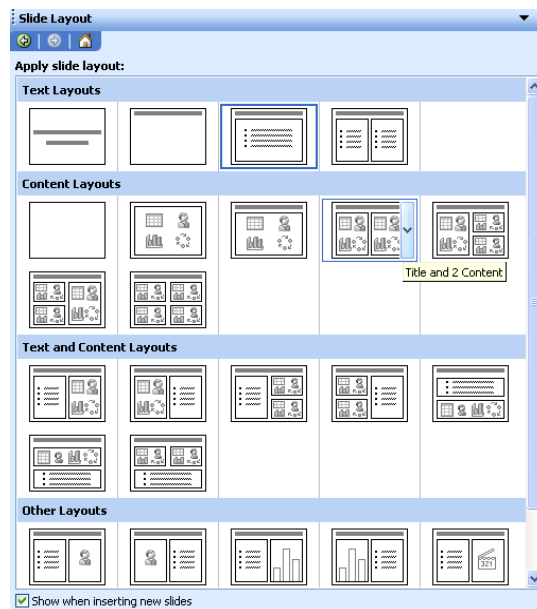 Slide Layout
Apply slide layout:
Text Layouts
Content Layouts
Title and 2 Content
Text and Content Layouts
Other Layouts
321
Show when inserting new slides